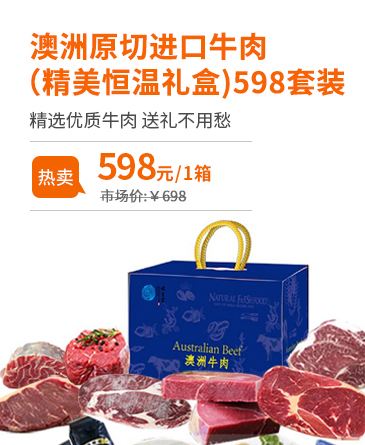 澳洲原切进口牛肉
(精美恒温礼盒)598套装
精选优质牛肉 送礼不用愁
热卖
598元/1箱
市场价:￥698
NATURAL FRESHFOOD
Australian Beef
澳洲牛肉